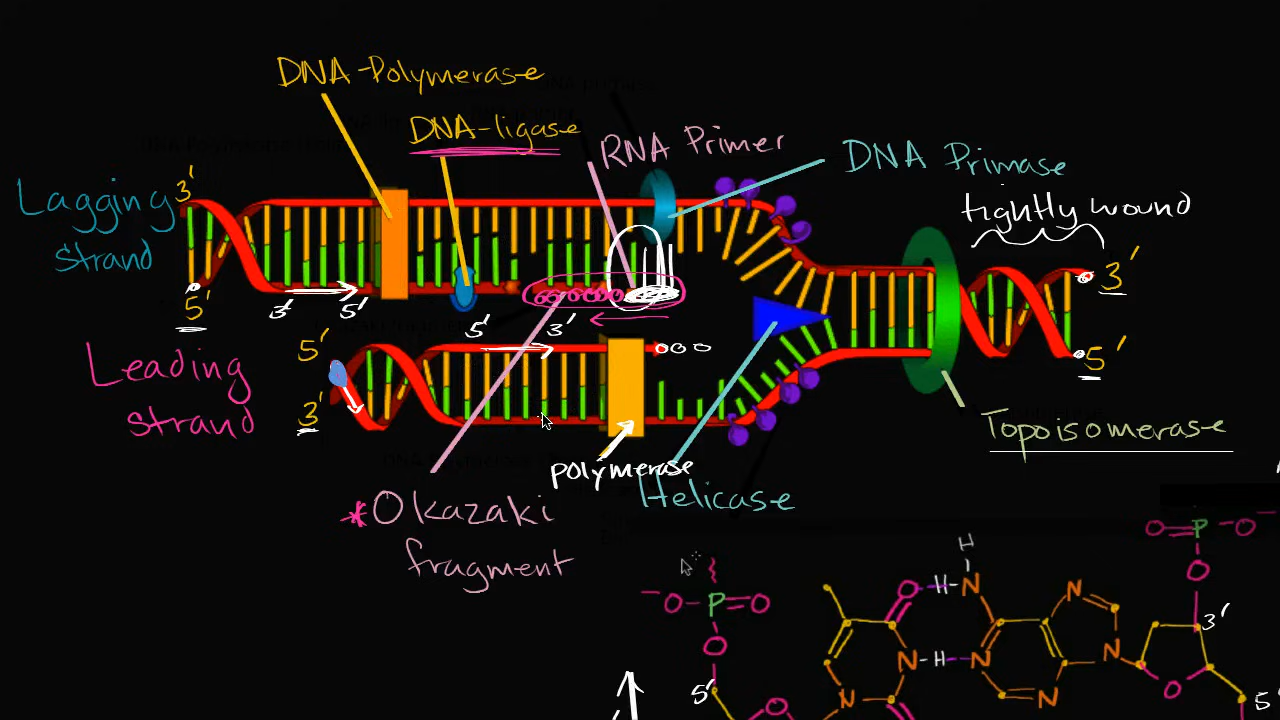 DNA-Polymerase
DNA-ligase
RNA Primer
DNA Primase
tightly wound
Lagging
strand
3'
5'
3'
5'
3'
5'
5'
3'
Leading
strand
5'
3'
polymerase
Helicase
Topoisomerase
*Okazaki
fragment
O=P-O-
O
H
-O-P=O
O
O-H-N
N
3'
N-H-N
N
O
5'
N
N
O
5